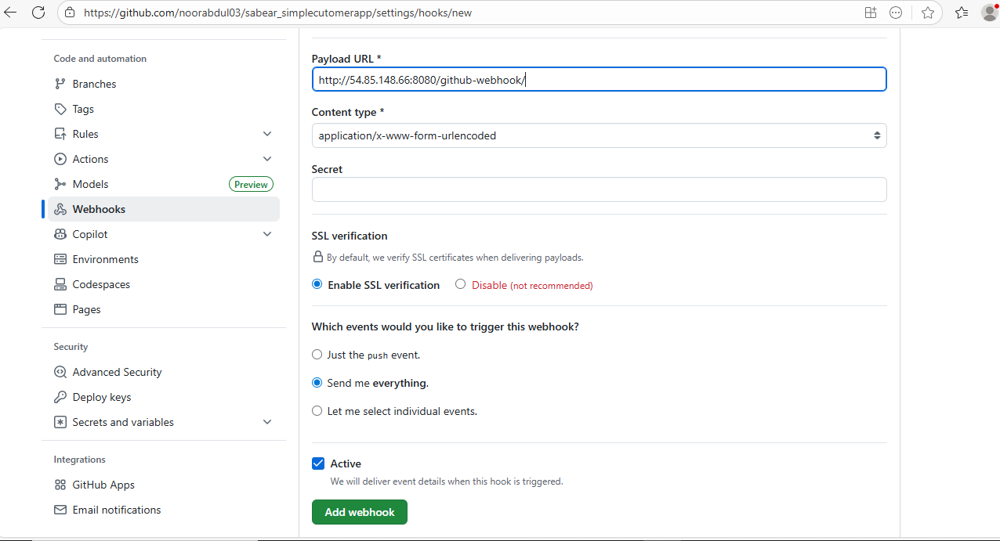 https://github.com/noorabdul03/sabear_simplecutomerapp/settings/hooks/new
Code and automation
Branches
Tags
Rules
Actions
Models Preview
Webhooks
Copilot
Environments
Codespaces
Pages
Security
Advanced Security
Deploy keys
Secrets and variables
Integrations
GitHub Apps
Email notifications
Payload URL *
http://54.85.148.66:8080/github-webhook/
Content type *
application/x-www-form-urlencoded
Secret
SSL verification
By default, we verify SSL certificates when delivering payloads.
Enable SSL verification Disable (not recommended)
Which events would you like to trigger this webhook?
Just the push event.
Send me everything.
Let me select individual events.
Active
We will deliver event details when this hook is triggered.
Add webhook